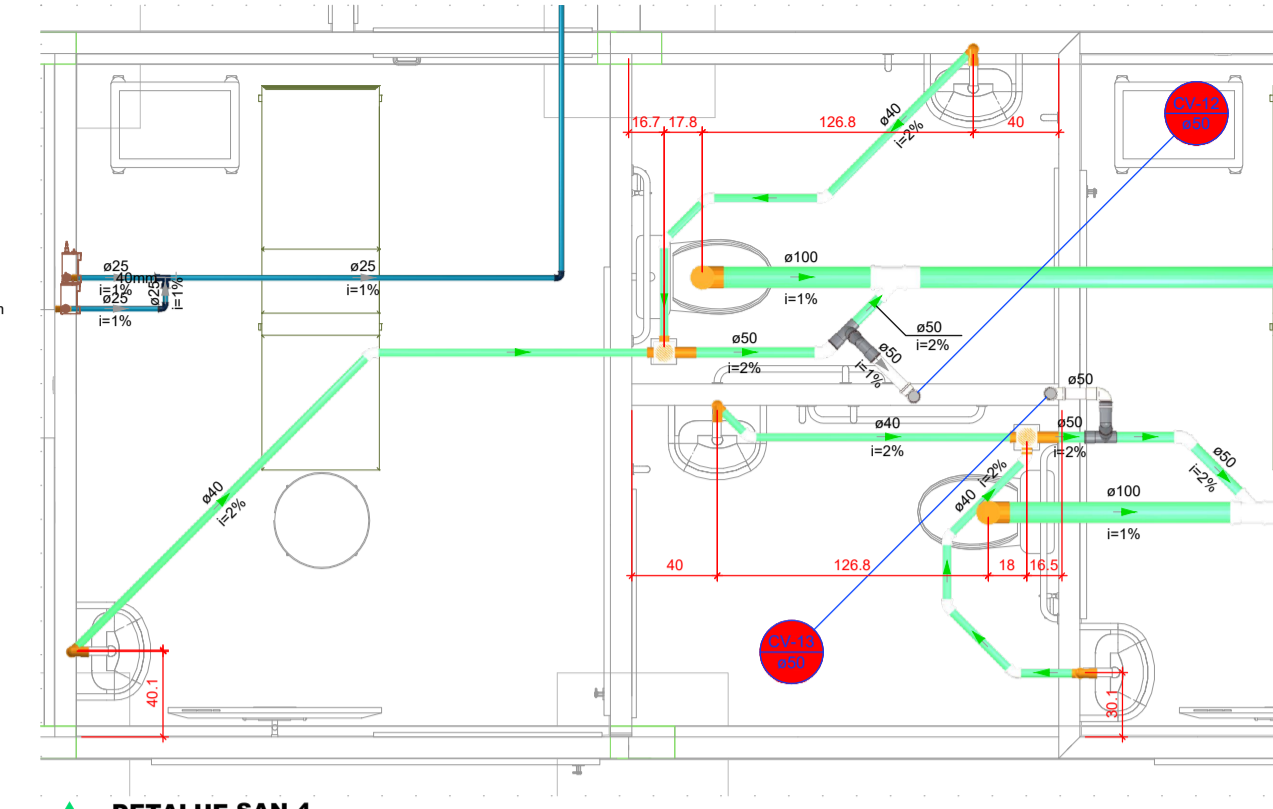 CV-12
ø50
ø40
i=2%
16.7
17.8
126.8
40
ø25
40mm
i=1%
ø25
i=1%
ø25
i=1%
ø25
i=1%
ø100
i=1%
ø50
i=2%
ø50
i=2%
ø50
i=1%
ø50
ø40
i=2%
ø50
i=2%
ø50
i=2%
ø40
i=2%
ø40
i=2%
ø100
i=1%
40
126.8
18
16.5
CV-13
ø50
40.1
30.1
DETALHE SAN-4